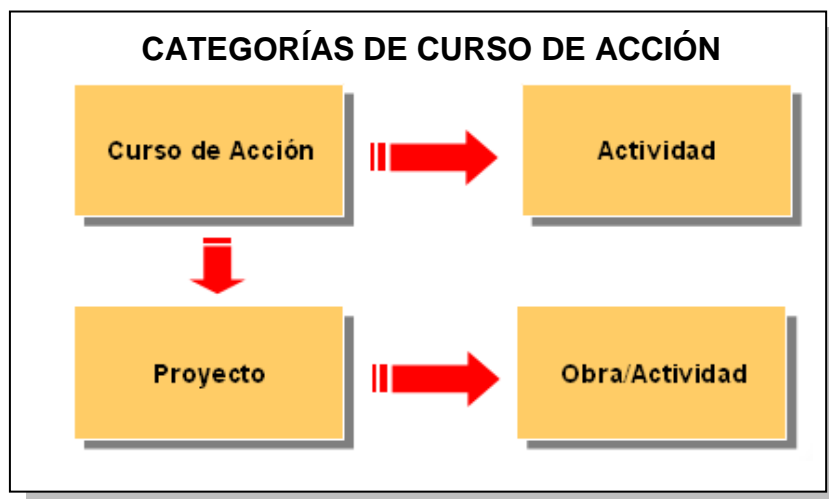 CATEGORÍAS DE CURSO DE ACCIÓN
Curso de Acción
Actividad
Proyecto
Obra/Actividad